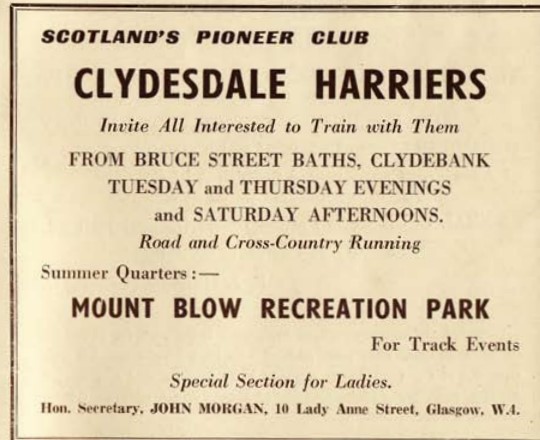 SCOTLAND'S PIONEER CLUB
CLYDESDALE HARRIERS
Invite All Interested to Train with Them
FROM BRUCE STREET BATHS, CLYDEBANK
TUESDAY and THURSDAY EVENINGS
and SATURDAY AFTERNOONS.
Road and Cross-Country Running
Summer Quarters :—
MOUNT BLOW RECREATION PARK
For Track Events
Special Section for Ladies.
Hon. Secretary, JOHN MORGAN, 10 Lady Anne Street, Glasgow, W.4.